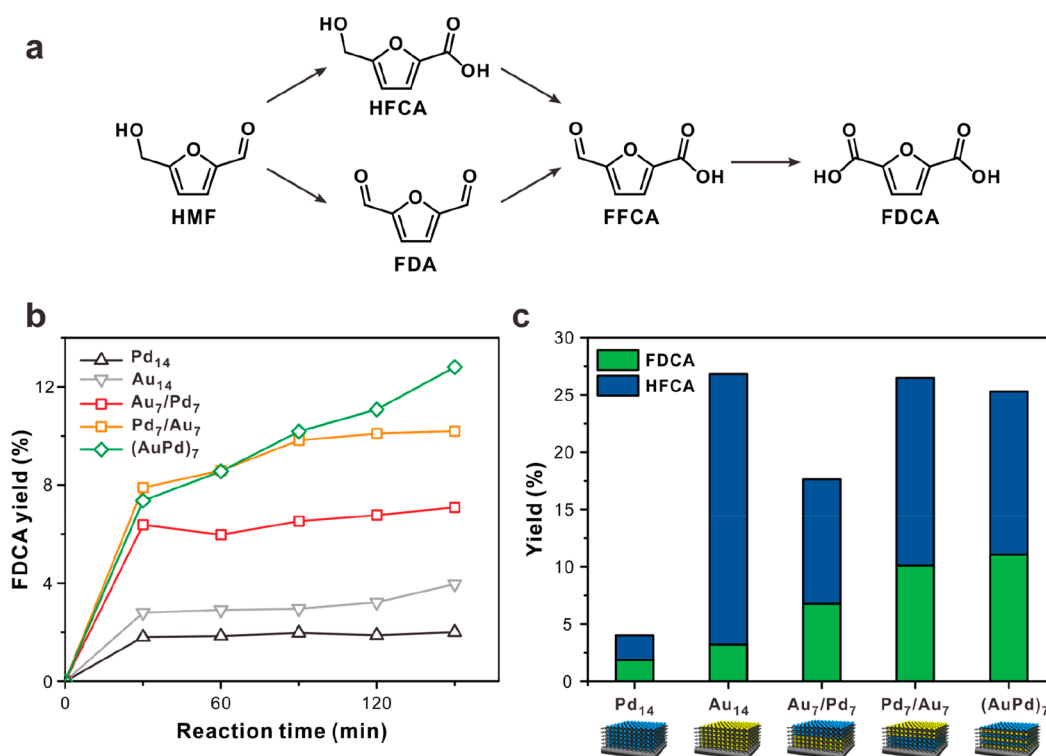 a
HO
O
O
OH
HFCA
HO
O
O
HMF
O
O
O
FDA
O
O
O
OH
FFCA
O
HO
O
O
OH
FDCA
b
FDCA yield (%)
12
8
4
0
Pd14
Au14
Au7/Pd7
Pd7/Au7
(AuPd)7
0
60
120
Reaction time (min)
c
Yield (%)
30
25
20
15
10
5
0
FDCA
HFCA
Pd14
Au14
Au7/Pd7
Pd7/Au7
(AuPd)7